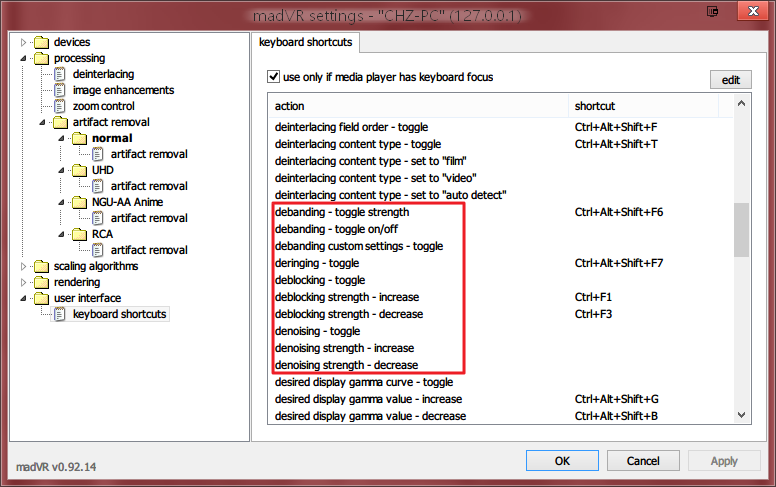 madVR settings - "CHZ-PC" (127.0.0.1)
devices
processing
deinterlacing
image enhancements
zoom control
artifact removal
normal
artifact removal
UHD
artifact removal
NGU-AA Anime
artifact removal
RCA
artifact removal
scaling algorithms
rendering
user interface
keyboard shortcuts
keyboard shortcuts
use only if media player has keyboard focus
edit
action shortcut
deinterlacing field order - toggle Ctrl+Alt+Shift+F
deinterlacing content type - toggle Ctrl+Alt+Shift+T
deinterlacing content type - set to "film"
deinterlacing content type - set to "video"
deinterlacing content type - set to "auto detect"
debanding - toggle strength Ctrl+Alt+Shift+F6
debanding - toggle on/off
debanding custom settings - toggle
deringing - toggle Ctrl+Alt+Shift+F7
deblocking - toggle
deblocking strength - increase Ctrl+F1
deblocking strength - decrease Ctrl+F3
denoising - toggle
denoising strength - increase
denoising strength - decrease
desired display gamma curve - toggle
desired display gamma value - increase Ctrl+Alt+Shift+G
desired display gamma value - decrease Ctrl+Alt+Shift+B
madVR v0.92.14
OK Cancel Apply